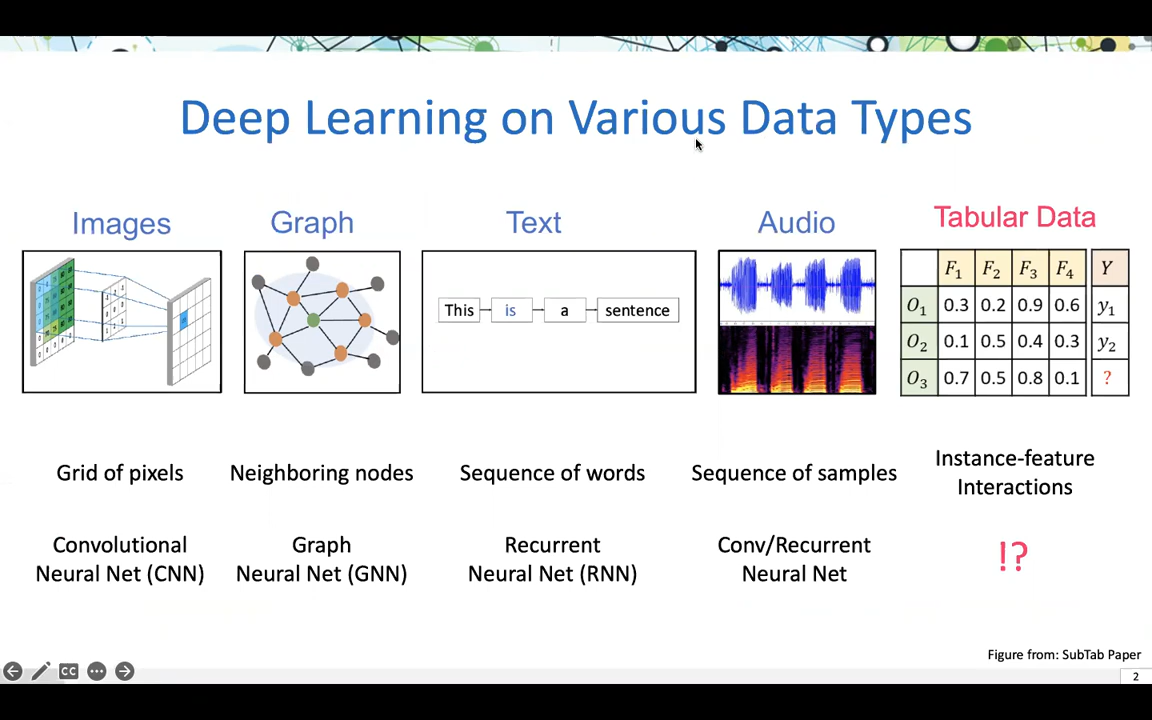 Deep Learning on Various Data Types
Images
Graph
Text
Audio
Tabular Data
This is a sentence
F₁ F₂ F₃ F₄ Y
O₁ 0.3 0.2 0.9 0.6 y₁
O₂ 0.1 0.5 0.4 0.3 y₂
O₃ 0.7 0.5 0.8 0.1 ?
Grid of pixels
Neighboring nodes
Sequence of words
Sequence of samples
Instance-feature
Interactions
Convolutional
Neural Net (CNN)
Graph
Neural Net (GNN)
Recurrent
Neural Net (RNN)
Conv/Recurrent
Neural Net
!?
Figure from: SubTab Paper
CC
2